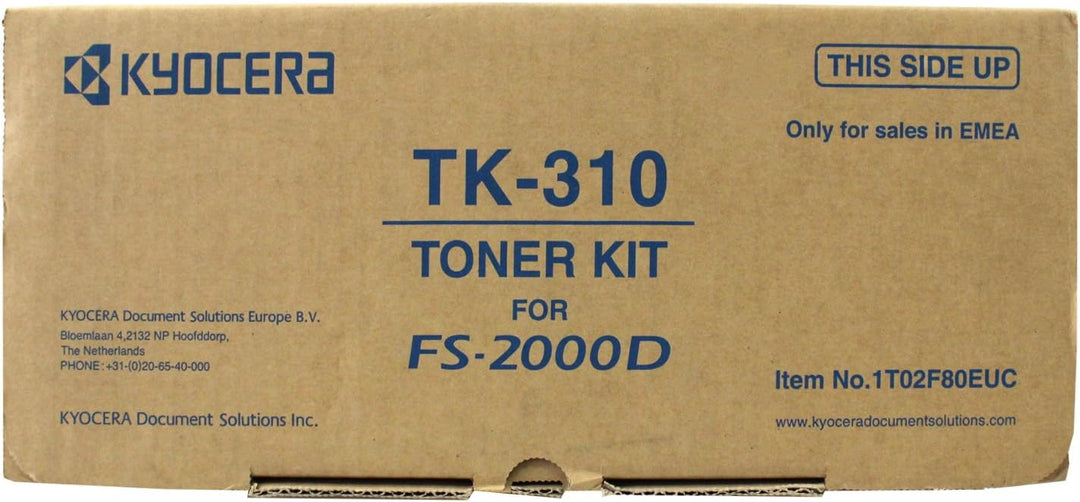 KYOCERA
THIS SIDE UP
Only for sales in EMEA
TK-310
TONER KIT
FOR
FS-2000D
KYOCERA Document Solutions Europe B.V.
Bloemlaan 4,2132 NP Hoofddorp,
The Netherlands
PHONE:+31-(0)20-65-40-000
KYOCERA Document Solutions Inc.
Item No.1T02F80EUC
www.kyoceradocumentsolutions.com